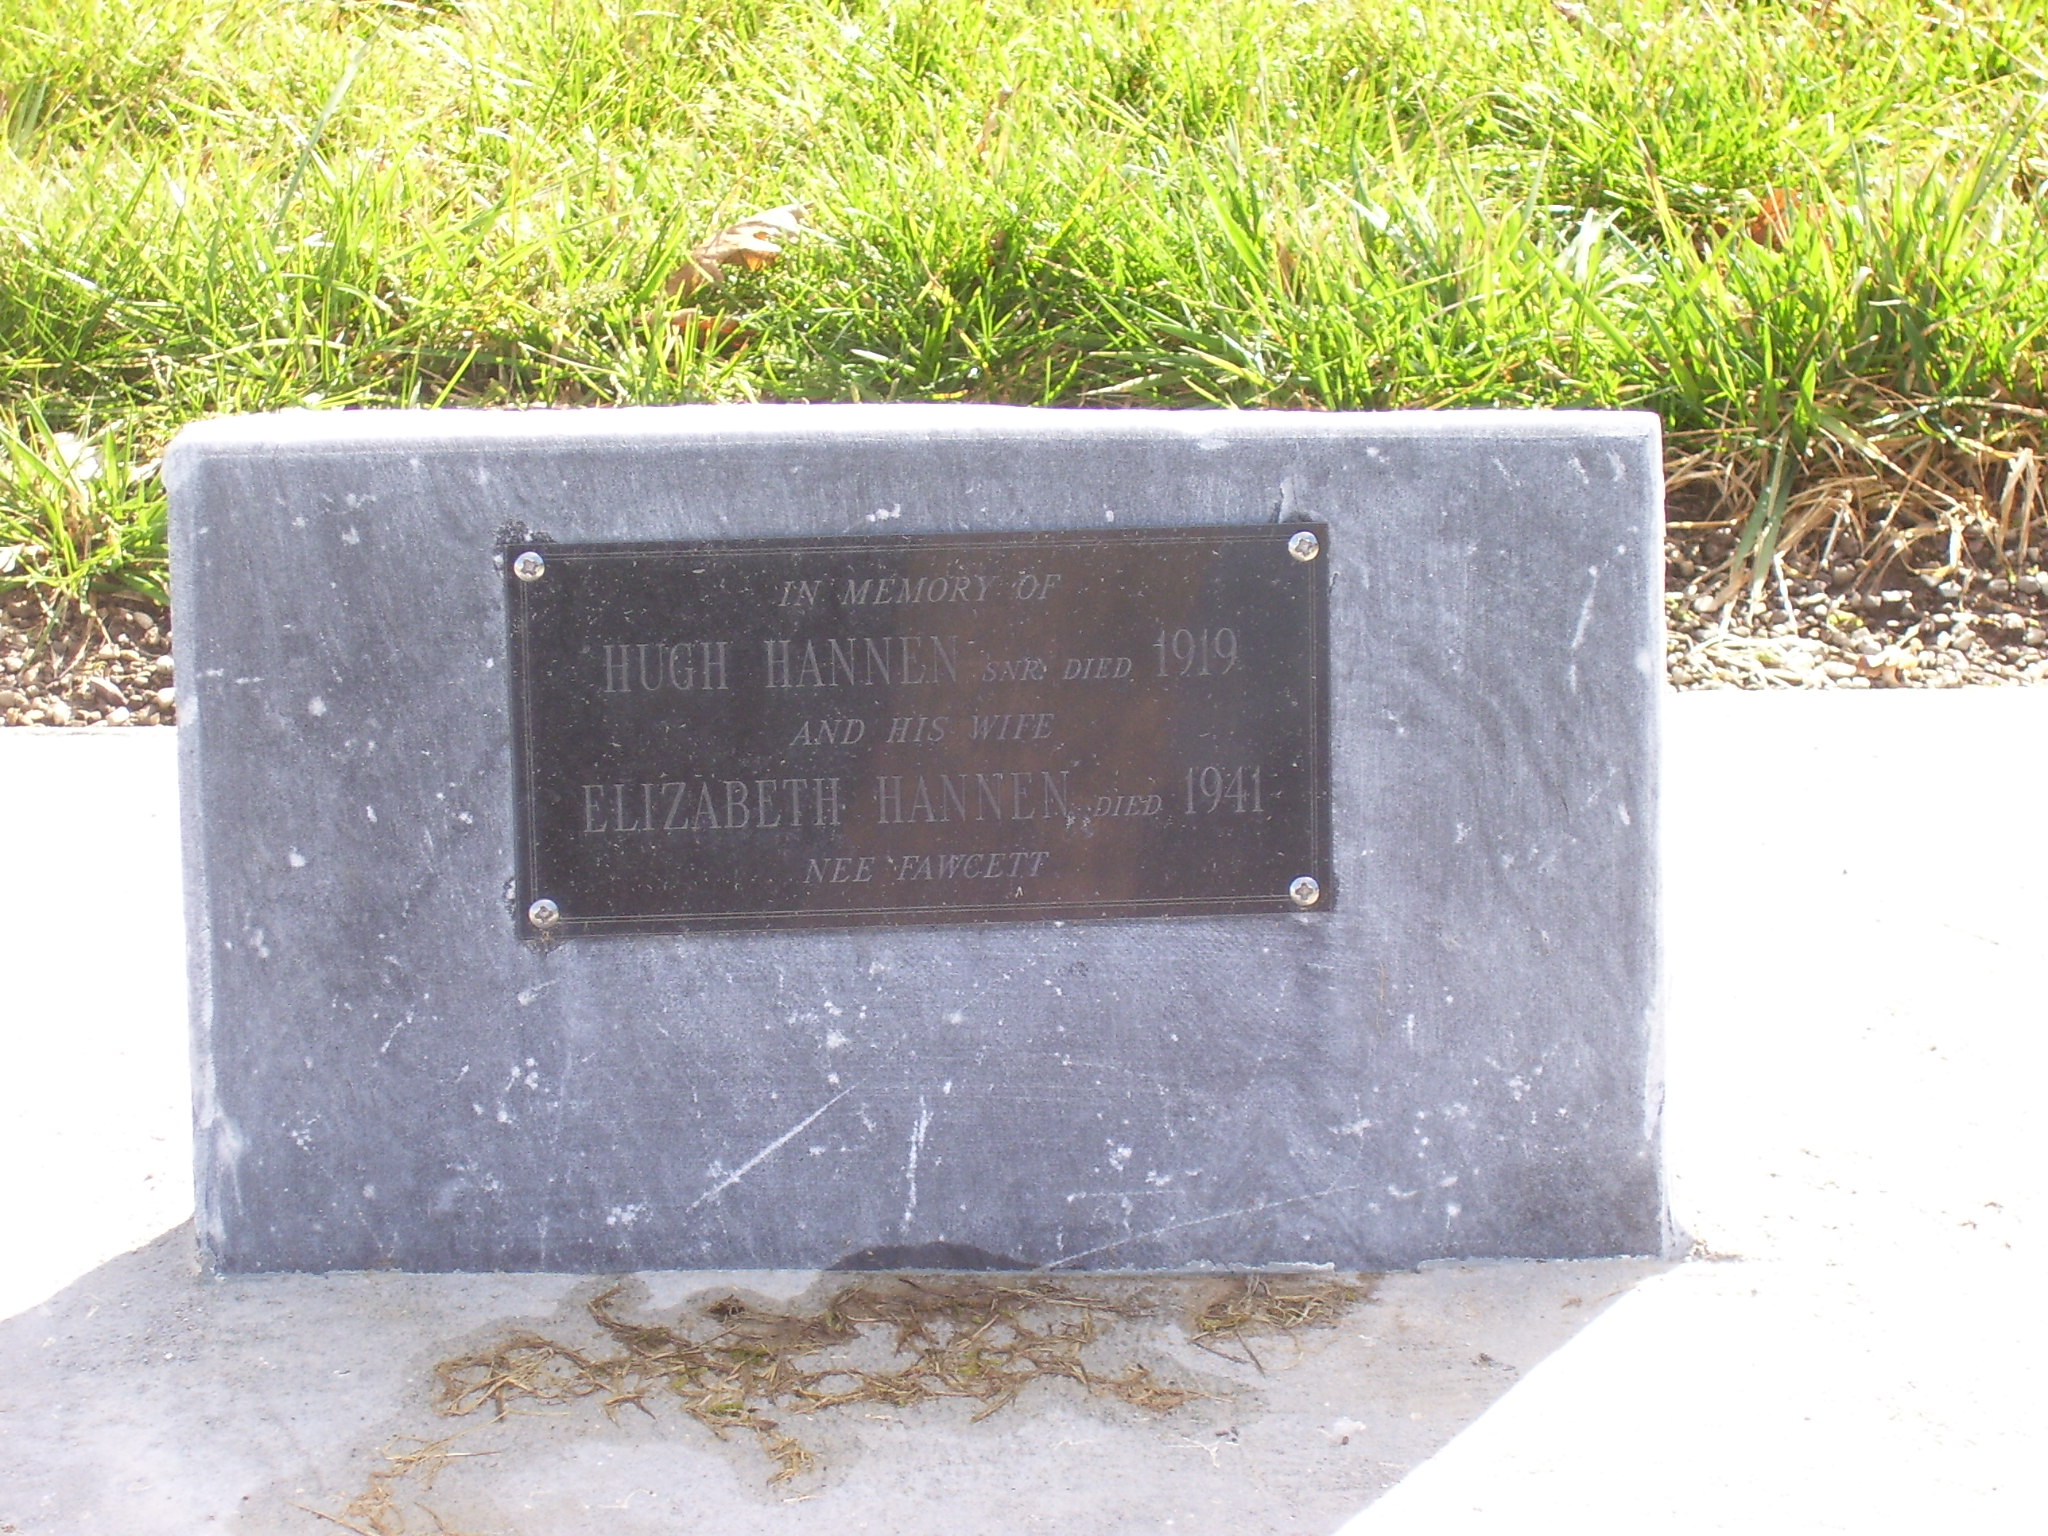 IN MEMORY OF
HUGH HANNEN SNR. DIED 1919
AND HIS WIFE
ELIZABETH HANNEN DIED 1941
NEE FAWCETT